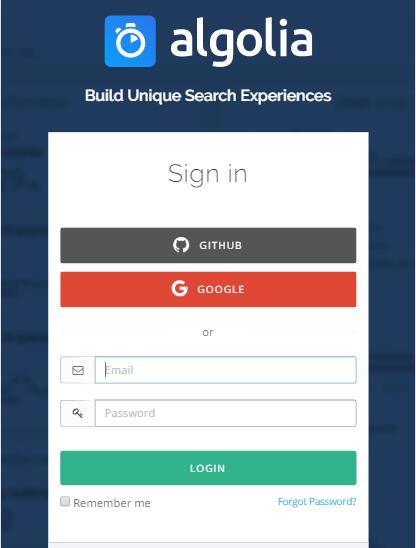 algolia
Build Unique Search Experiences
Sign in
GITHUB
GOOGLE
or
Email
Password
LOGIN
Remember me
Forgot Password?